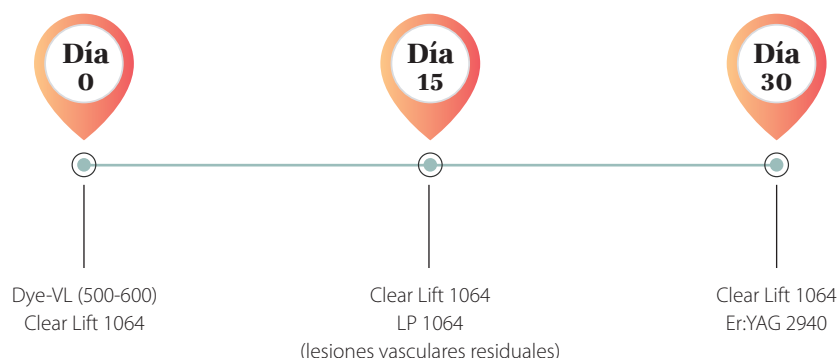 Día
0
Día
15
Día
30
Dye-VL (500-600)
Clear Lift 1064
Clear Lift 1064
LP 1064
(lesiones vasculares residuales)
Clear Lift 1064
Er:YAG 2940